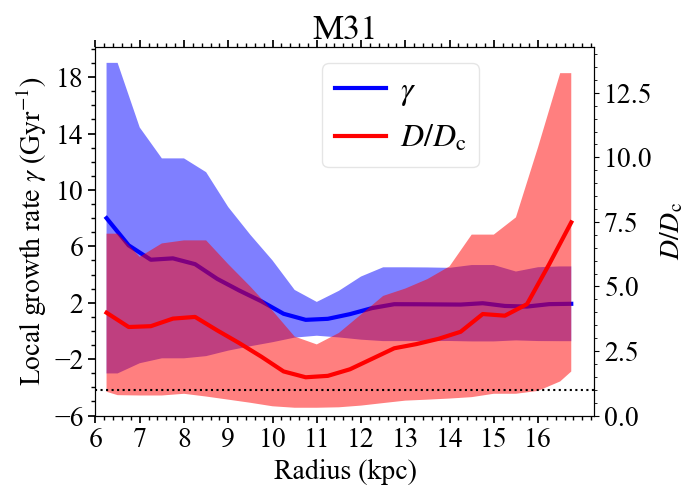 M31
γ
D/Dc
Local growth rate γ (Gyr⁻¹)
18
14
10
6
2
−2
−6
12.5
10.0
7.5
5.0
2.5
0.0
D/Dc
6 7 8 9 10 11 12 13 14 15 16
Radius (kpc)